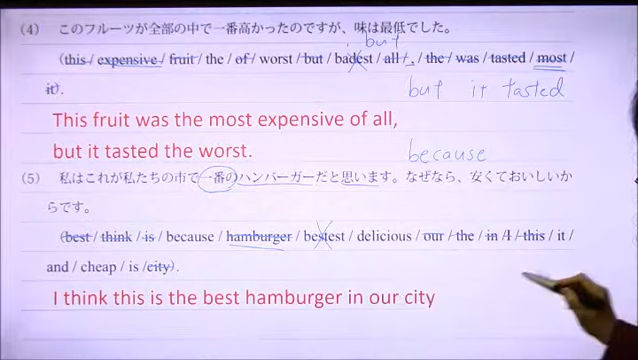 (4) このフルーツが全部の中で一番高かったのですが、味は最低でした。
but
(this / expensive / fruit / the / of / worst / but / badest / all / , / the / was / tasted / most /
it).
but it tasted
This fruit was the most expensive of all,
but it tasted the worst.
because
(5) 私はこれが私たちの市で一番のハンバーガーだと思います。なぜなら、安くておいしいか
らです。
(best / think / is / because / hamburger / bestest / delicious / our / the / in / I / this / it /
and / cheap / is / city).
I think this is the best hamburger in our city